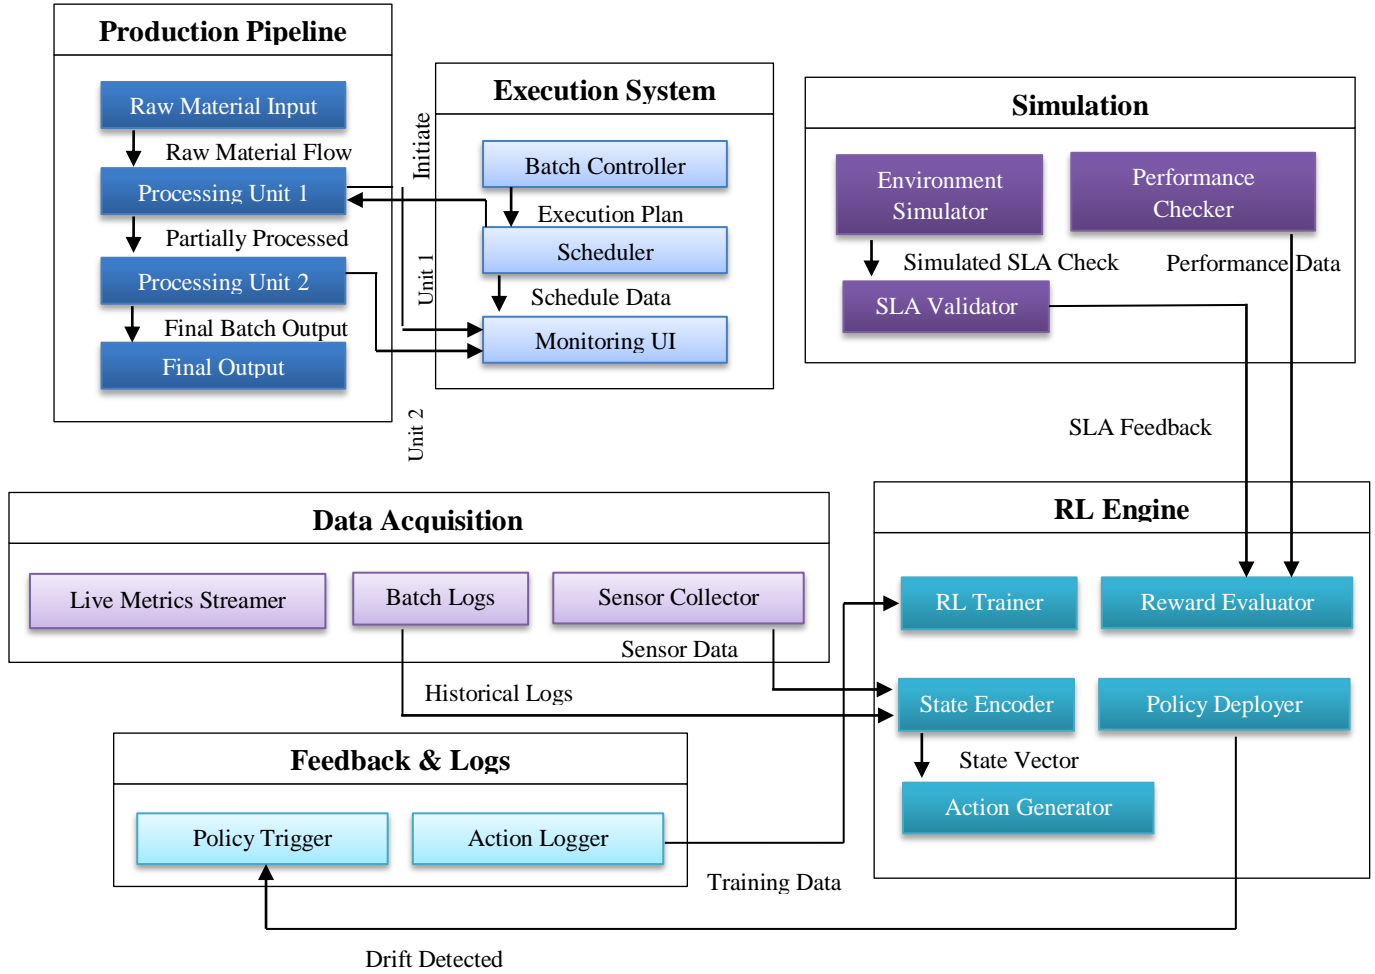 Production Pipeline
Raw Material Input
Raw Material Flow
Processing Unit 1
Partially Processed
Processing Unit 2
Final Batch Output
Final Output
Initiate
Unit 1
Unit 2
Execution System
Batch Controller
Execution Plan
Scheduler
Schedule Data
Monitoring UI
Simulation
Environment
Simulator
Performance
Checker
Simulated SLA Check
Performance Data
SLA Validator
SLA Feedback
Data Acquisition
Live Metrics Streamer
Batch Logs
Sensor Collector
Sensor Data
Historical Logs
RL Engine
RL Trainer
Reward Evaluator
State Encoder
Policy Deployer
State Vector
Action Generator
Feedback & Logs
Policy Trigger
Action Logger
Training Data
Drift Detected